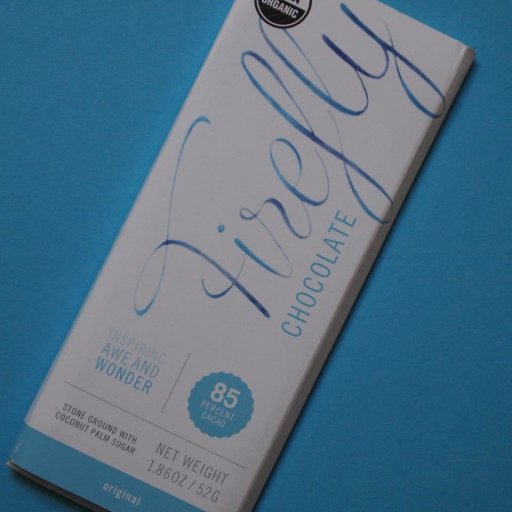 ORGANIC
Firefly
CHOCOLATE
INSPIRING
AWE AND
WONDER
85
PERCENT
CACAO
STONE GROUND WITH
COCONUT PALM SUGAR
NET WEIGHT
1.86OZ / 52G
original